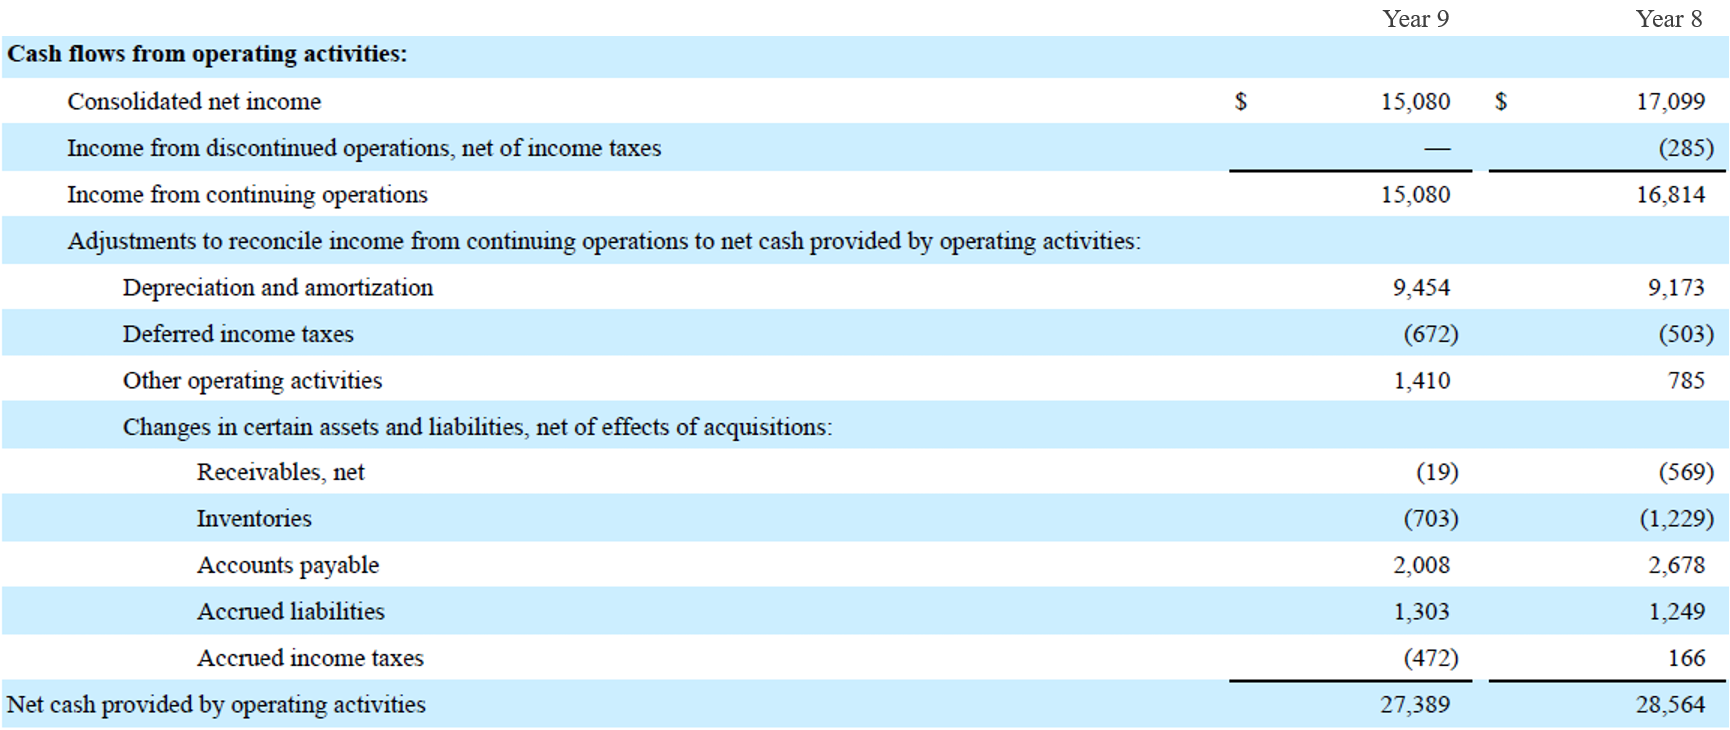 Year 9 Year 8
Cash flows from operating activities:
Consolidated net income $ 15,080 $ 17,099
Income from discontinued operations, net of income taxes — (285)
Income from continuing operations 15,080 16,814
Adjustments to reconcile income from continuing operations to net cash provided by operating activities:
Depreciation and amortization 9,454 9,173
Deferred income taxes (672) (503)
Other operating activities 1,410 785
Changes in certain assets and liabilities, net of effects of acquisitions:
Receivables, net (19) (569)
Inventories (703) (1,229)
Accounts payable 2,008 2,678
Accrued liabilities 1,303 1,249
Accrued income taxes (472) 166
Net cash provided by operating activities 27,389 28,564